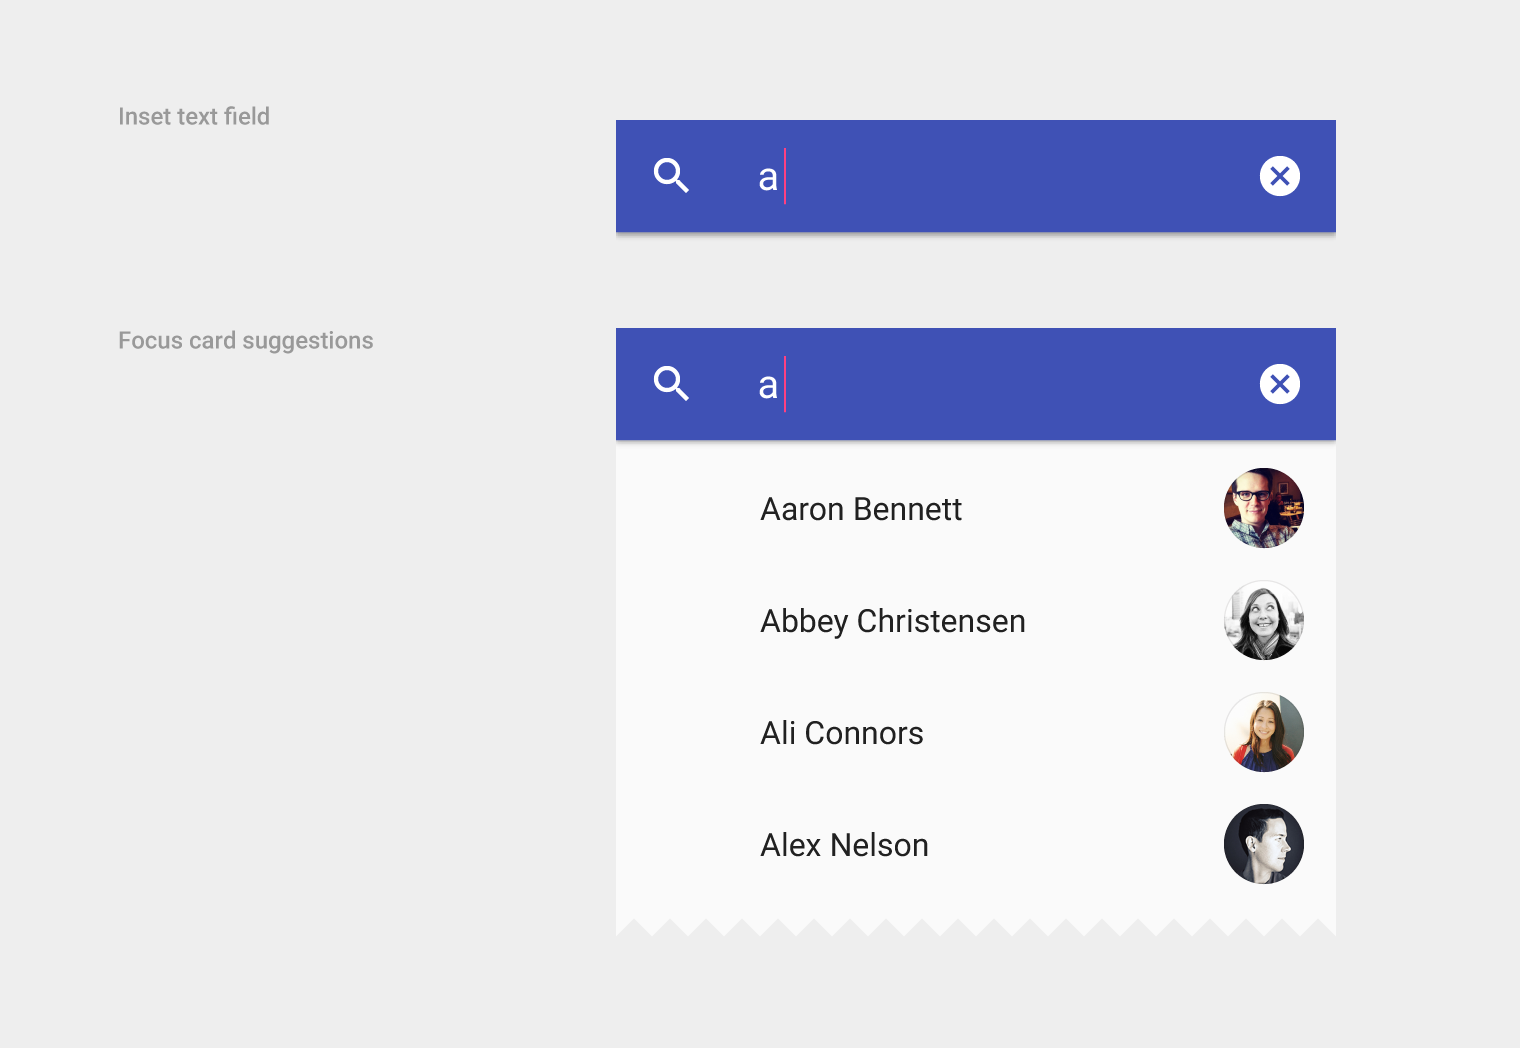 Inset text field
a
Focus card suggestions
a
Aaron Bennett
Abbey Christensen
Ali Connors
Alex Nelson